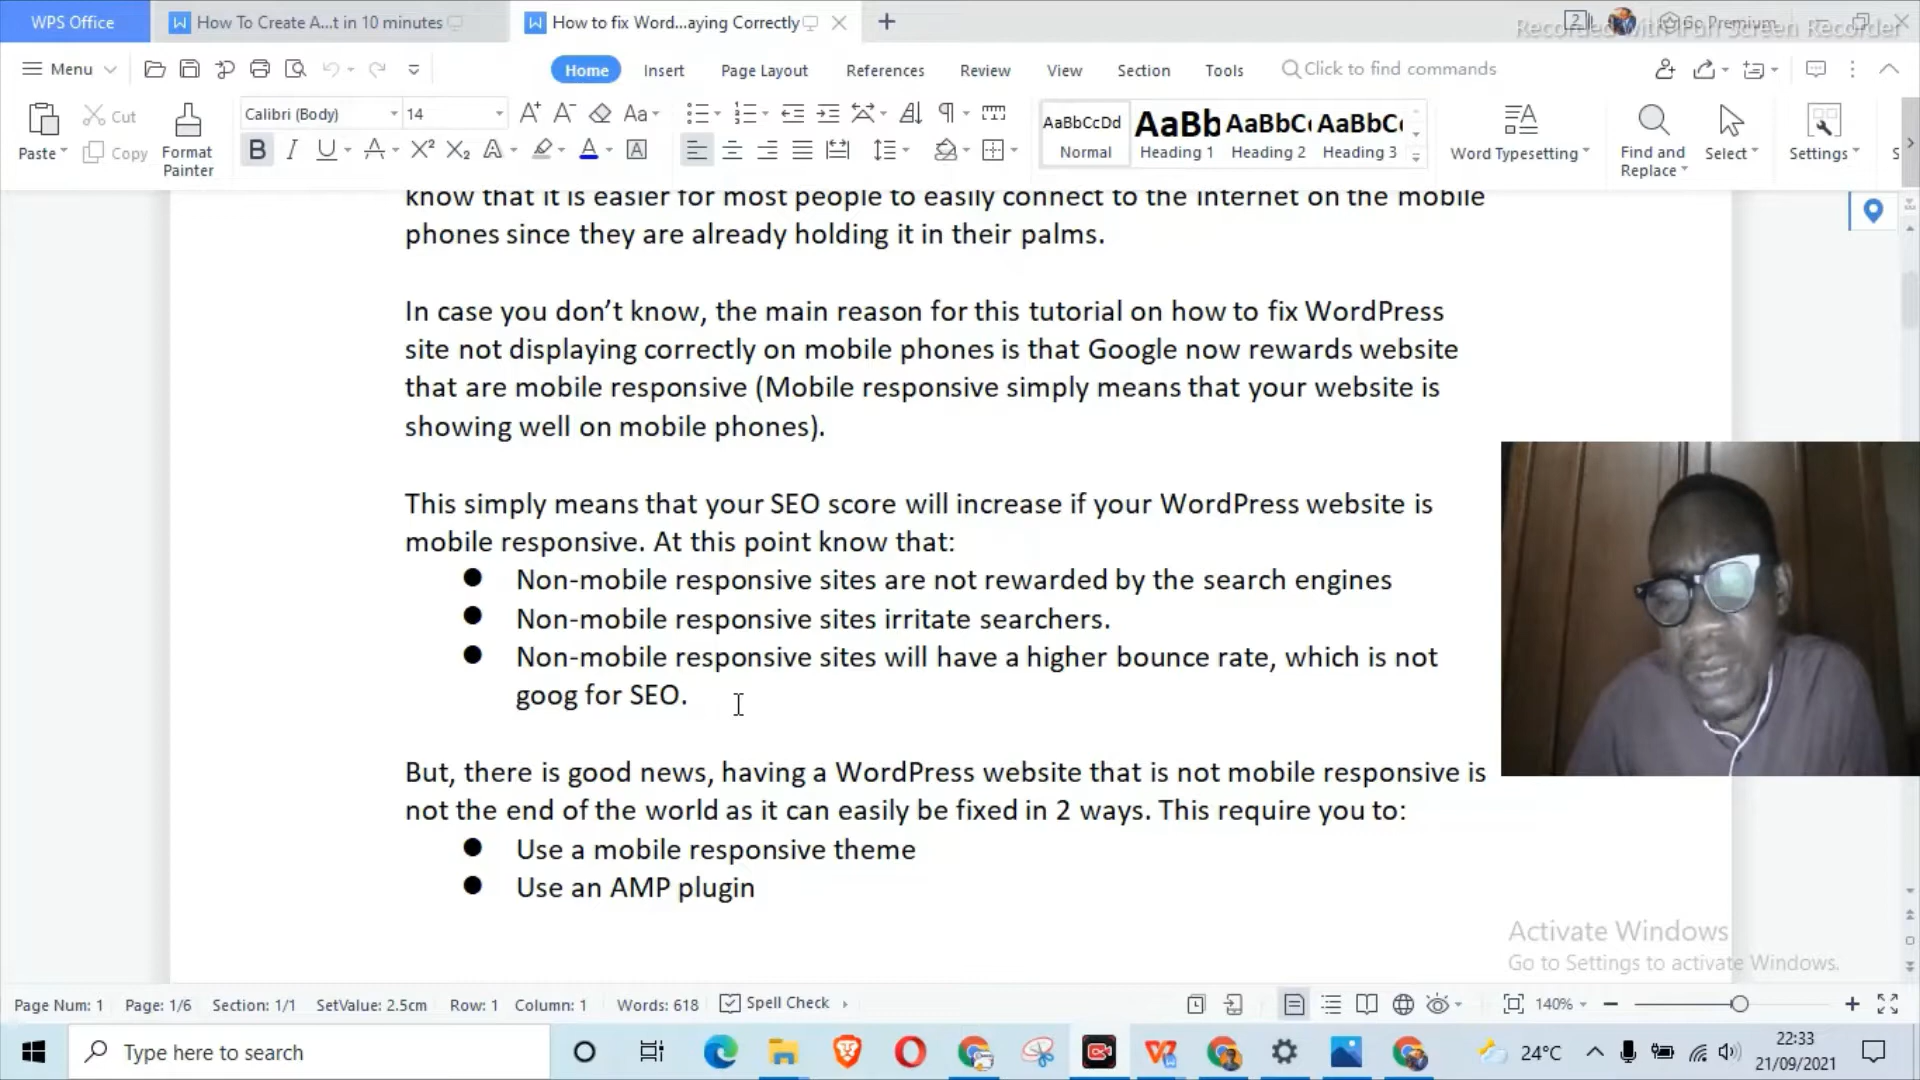 WPS Office
How To Create A...t in 10 minutes
How to fix Word...aying Correctly
2
Go Premium
Recorded with iFun Screen Recorder
Menu
Home
Insert
Page Layout
References
Review
View
Section
Tools
Click to find commands
Paste
Cut
Copy
Format
Painter
Calibri (Body)
14
AaBbCcDd
Normal
AaBb
Heading 1
AaBbC
Heading 2
AaBbC
Heading 3
Word Typesetting
Find and
Replace
Select
Settings
S
know that it is easier for most people to easily connect to the internet on the mobile
phones since they are already holding it in their palms.
In case you don’t know, the main reason for this tutorial on how to fix WordPress
site not displaying correctly on mobile phones is that Google now rewards website
that are mobile responsive (Mobile responsive simply means that your website is
showing well on mobile phones).
This simply means that your SEO score will increase if your WordPress website is
mobile responsive. At this point know that:
● Non-mobile responsive sites are not rewarded by the search engines
● Non-mobile responsive sites irritate searchers.
● Non-mobile responsive sites will have a higher bounce rate, which is not
goog for SEO.
But, there is good news, having a WordPress website that is not mobile responsive is
not the end of the world as it can easily be fixed in 2 ways. This require you to:
● Use a mobile responsive theme
● Use an AMP plugin
Activate Windows
Go to Settings to activate Windows.
Page Num: 1
Page: 1/6
Section: 1/1
SetValue: 2.5cm
Row: 1
Column: 1
Words: 618
Spell Check
140%
Type here to search
24°C
22:33
21/09/2021